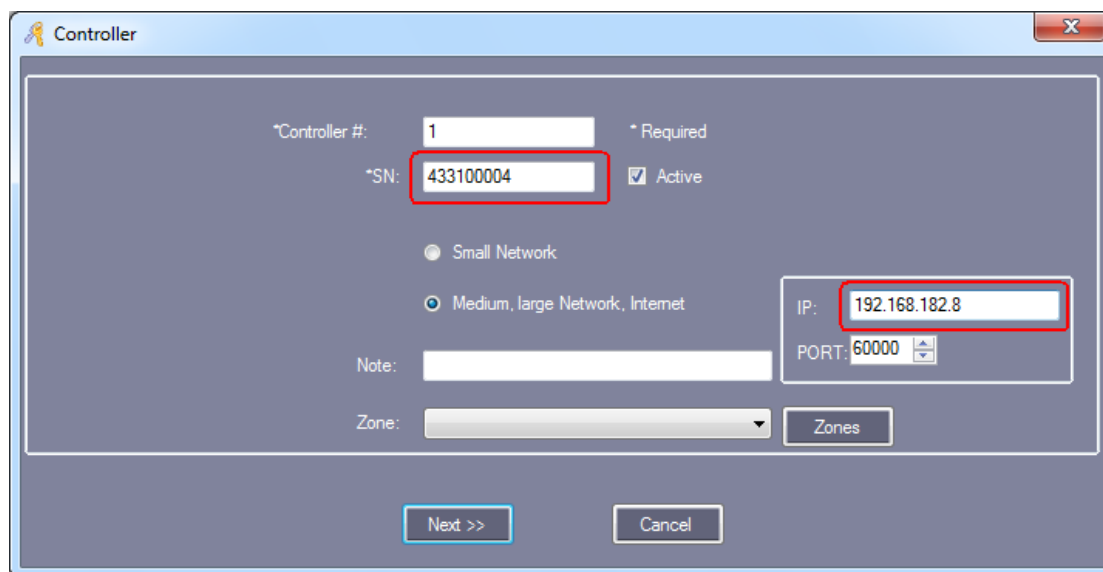 Controller
*Controller #: 1 * Required
*SN: 433100004 Active
Small Network
Medium, large Network, Internet
IP: 192.168.182.8
PORT: 60000
Note:
Zone: Zones
Next >> Cancel